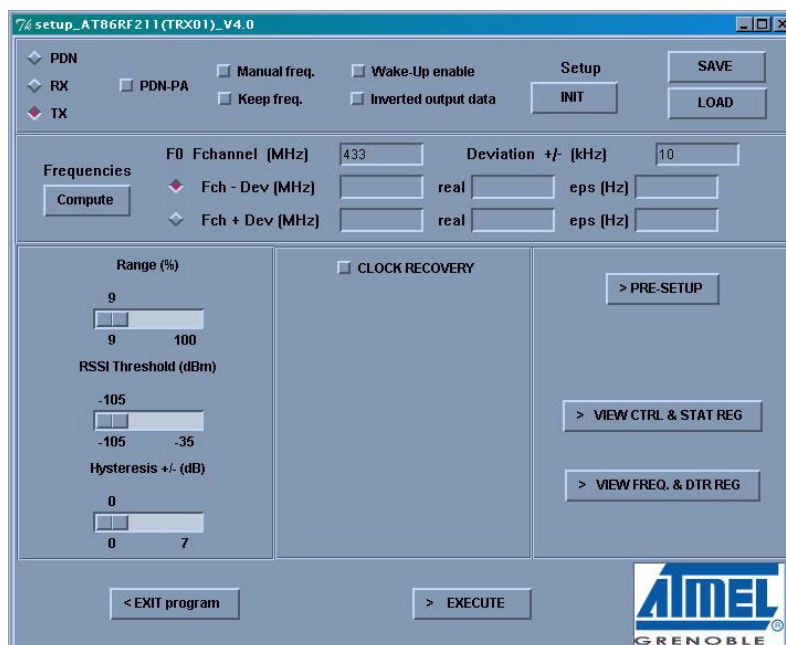 setup_AT86RF211(TRX01)_V4.0
PDN
RX
TX
PDN-PA
Manual freq.
Keep freq.
Wake-Up enable
Inverted output data
Setup
INIT
SAVE
LOAD
Frequencies
Compute
F0 Fchannel (MHz) 433 Deviation +/- (kHz) 10
Fch - Dev (MHz) real eps (Hz)
Fch + Dev (MHz) real eps (Hz)
Range (%)
9
9 100
RSSI Threshold (dBm)
-105
-105 -35
Hysteresis +/- (dB)
0
0 7
CLOCK RECOVERY
> PRE-SETUP
> VIEW CTRL & STAT REG
> VIEW FREQ. & DTR REG
< EXIT program
> EXECUTE
ATMEL
®
GRENOBLE